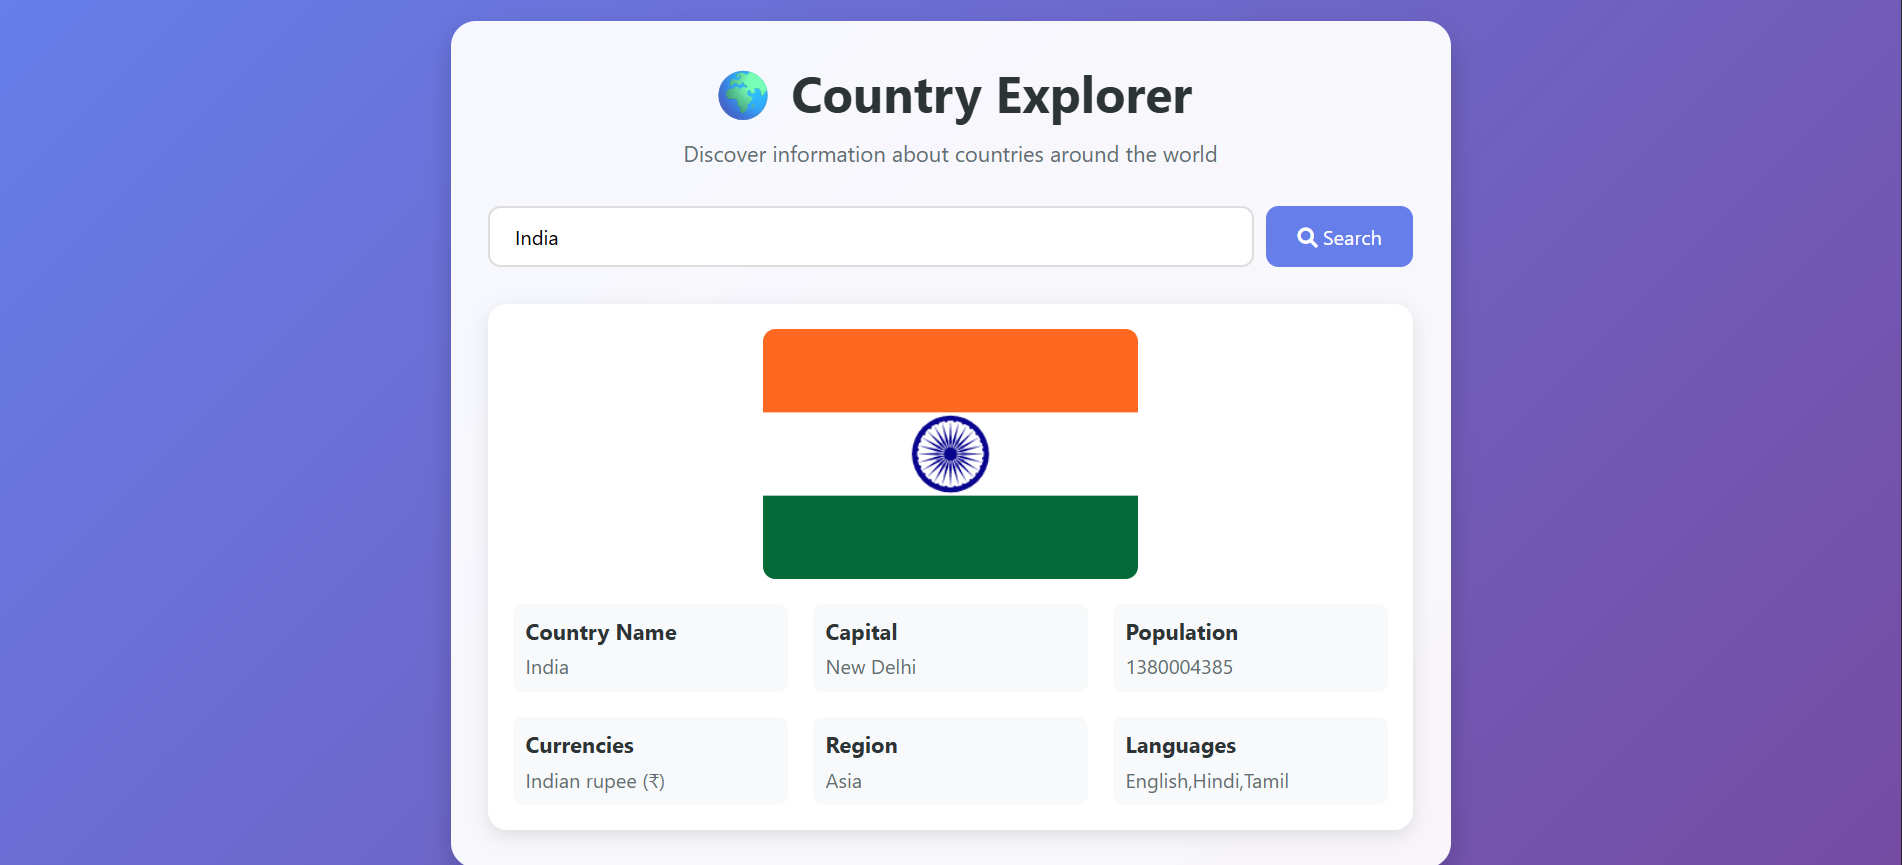 Country Explorer
Discover information about countries around the world
India
Search
Country Name
India
Capital
New Delhi
Population
1380004385
Currencies
Indian rupee (₹)
Region
Asia
Languages
English,Hindi,Tamil